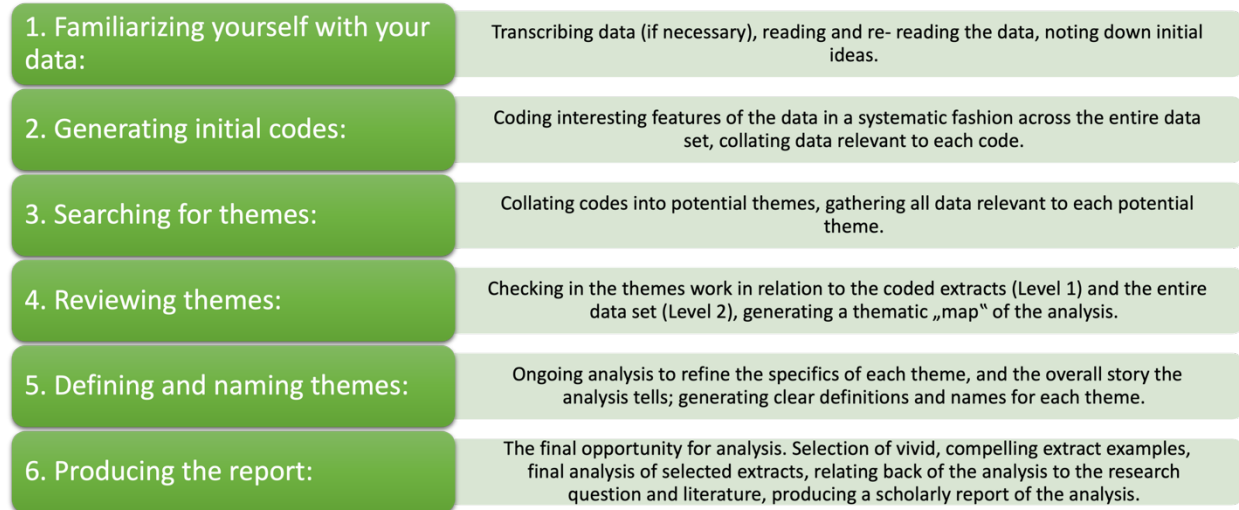 1. Familiarizing yourself with your
data:
Transcribing data (if necessary), reading and re- reading the data, noting down initial
ideas.
2. Generating initial codes:
Coding interesting features of the data in a systematic fashion across the entire data
set, collating data relevant to each code.
3. Searching for themes:
Collating codes into potential themes, gathering all data relevant to each potential
theme.
4. Reviewing themes:
Checking in the themes work in relation to the coded extracts (Level 1) and the entire
data set (Level 2), generating a thematic „map‟ of the analysis.
5. Defining and naming themes:
Ongoing analysis to refine the specifics of each theme, and the overall story the
analysis tells; generating clear definitions and names for each theme.
6. Producing the report:
The final opportunity for analysis. Selection of vivid, compelling extract examples,
final analysis of selected extracts, relating back of the analysis to the research
question and literature, producing a scholarly report of the analysis.